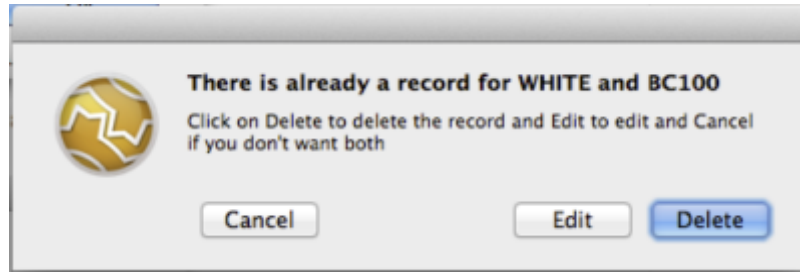 There is already a record for WHITE and BC100
Click on Delete to delete the record and Edit to edit and Cancel
if you don't want both
Cancel Edit Delete